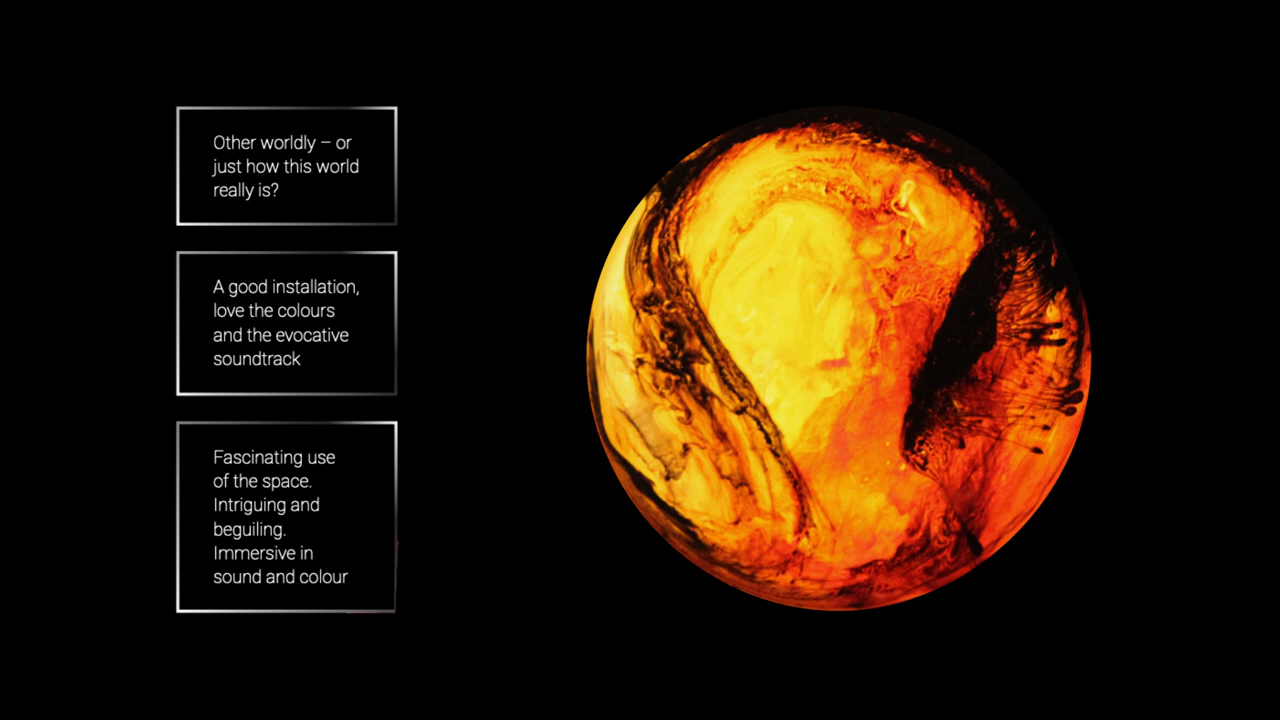 Other worldly – or
just how this world
really is?
A good installation,
love the colours
and the evocative
soundtrack
Fascinating use
of the space.
Intriguing and
beguiling.
Immersive in
sound and colour